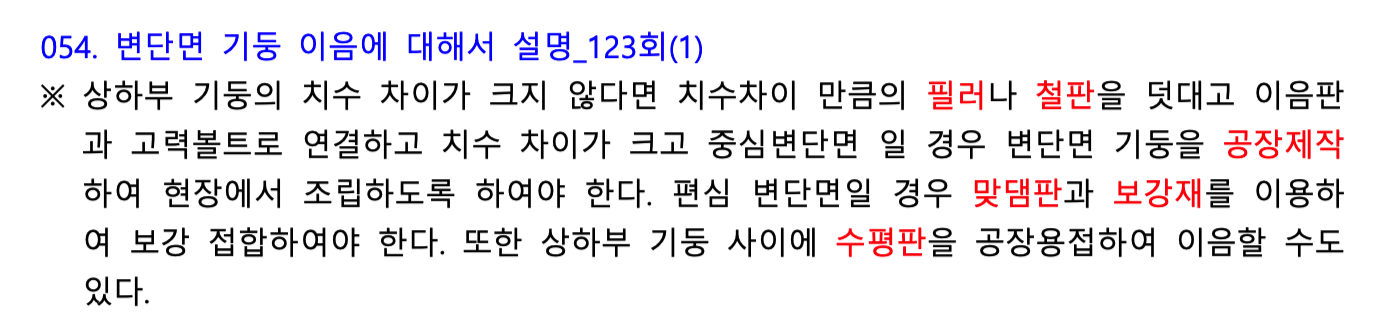 054. 변단면 기둥 이음에 대해서 설명_123회(1)
※ 상하부 기둥의 치수 차이가 크지 않다면 치수차이 만큼의 필러나 철판을 덧대고 이음판
과 고력볼트로 연결하고 치수 차이가 크고 중심변단면 일 경우 변단면 기둥을 공장제작
하여 현장에서 조립하도록 하여야 한다. 편심 변단면일 경우 맞댐판과 보강재를 이용하
여 보강 접합하여야 한다. 또한 상하부 기둥 사이에 수평판을 공장용접하여 이음할 수도
있다.